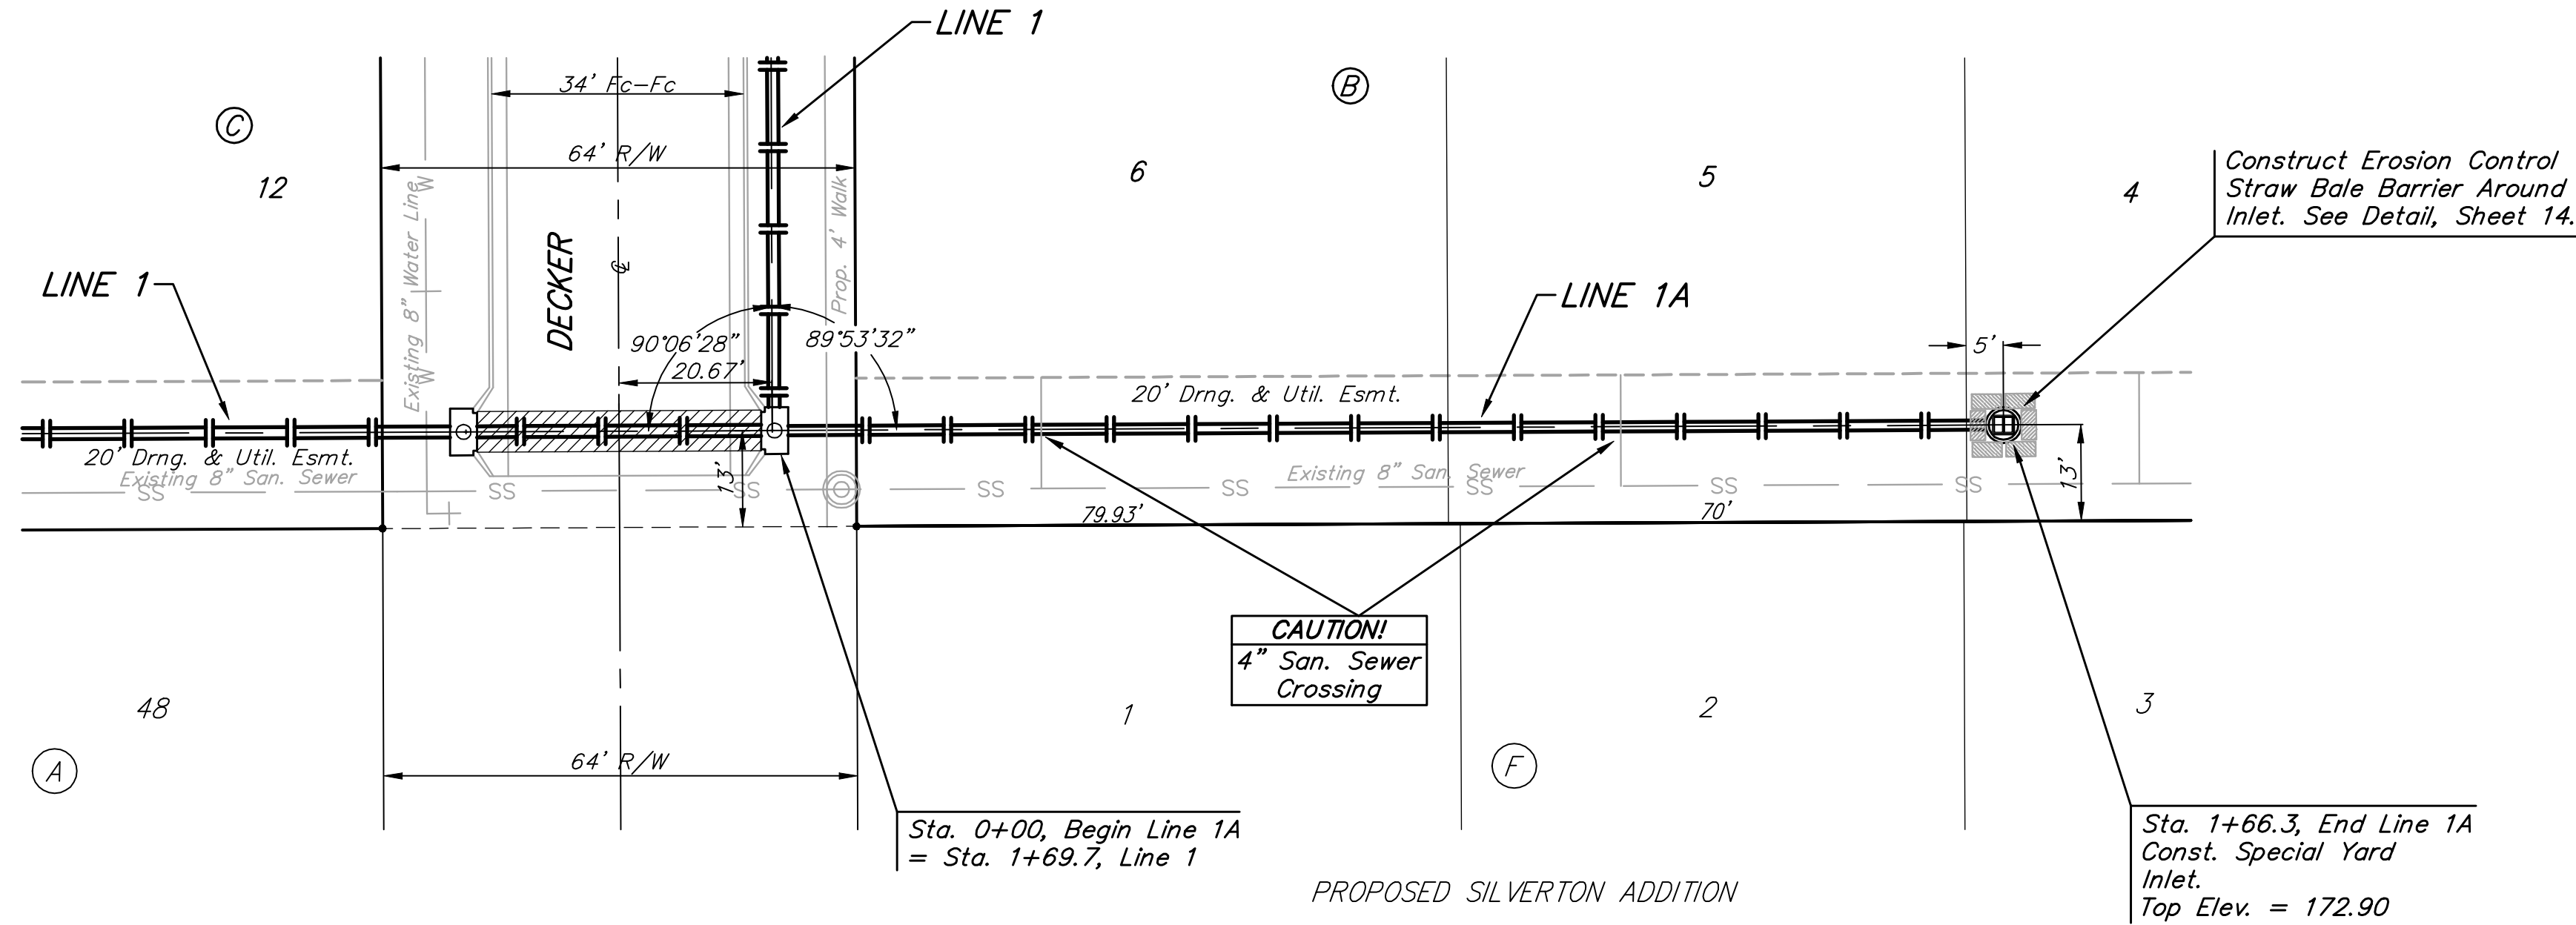 LINE 1
34' Fc-Fc
B
C
64' R/W
6
5
4
12
Construct Erosion Control
Straw Bale Barrier Around
Inlet. See Detail, Sheet 14.
Existing 8" Water Line
W
W
DECKER
℄
Prop. 4' Walk
LINE 1
LINE 1A
90°06'28"
89°53'32"
5'
20.67'
20' Drng. & Util. Esmt.
20' Drng. & Util. Esmt.
Existing 8" San. Sewer
Existing 8" San. Sewer
SS
SS
SS
SS
SS
SS
SS
SS
13'
13'
79.93'
70'
CAUTION!
4" San. Sewer
Crossing
48
1
2
3
A
64' R/W
F
Sta. 0+00, Begin Line 1A
= Sta. 1+69.7, Line 1
Sta. 1+66.3, End Line 1A
Const. Special Yard
Inlet.
Top Elev. = 172.90
PROPOSED SILVERTON ADDITION